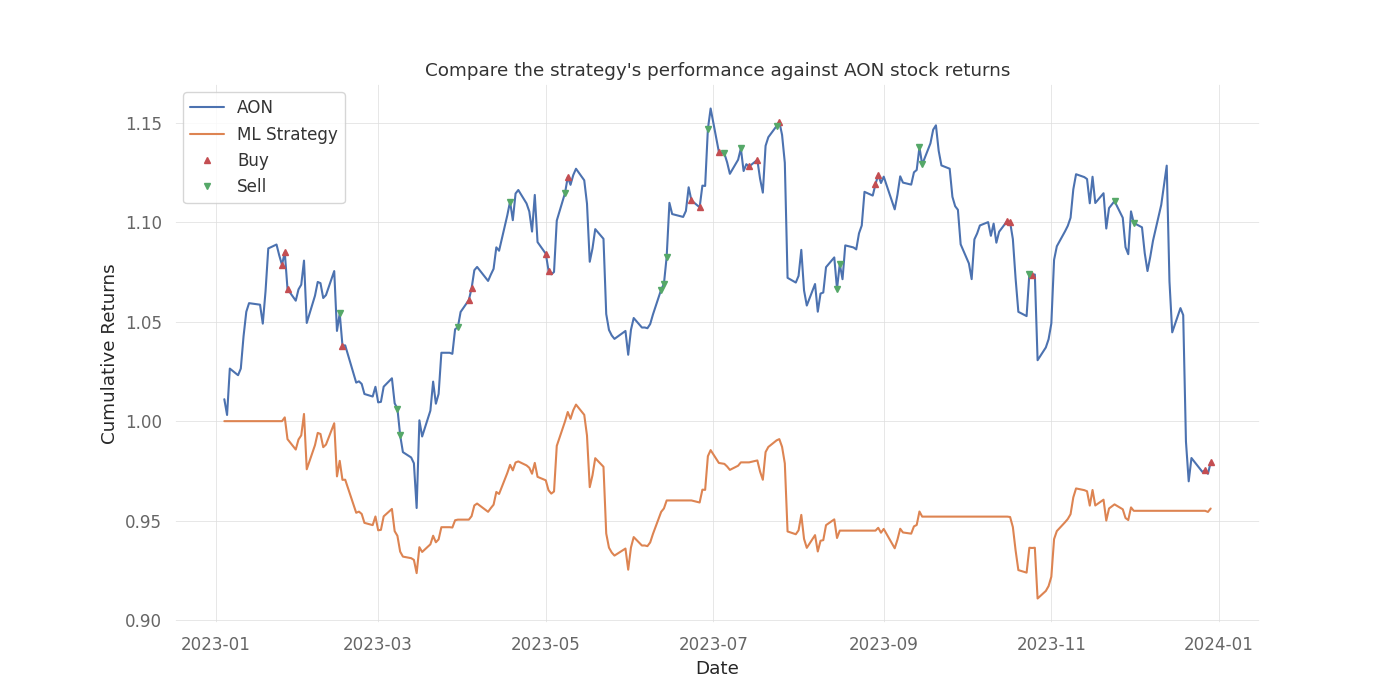 Compare the strategy's performance against AON stock returns
AON
ML Strategy
Buy
Sell
Cumulative Returns
1.15
1.10
1.05
1.00
0.95
0.90
2023-01
2023-03
2023-05
2023-07
2023-09
2023-11
2024-01
Date